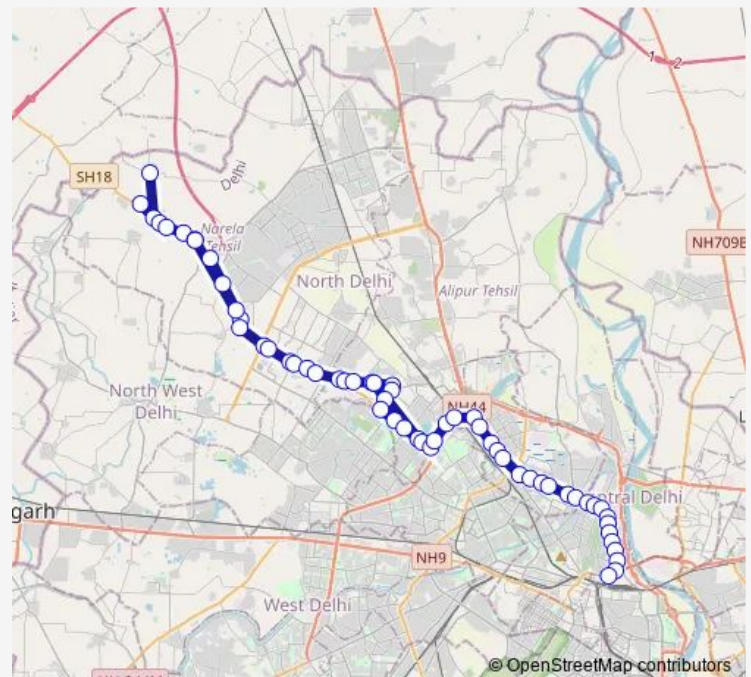 1
2
SH18
Delhi
Narela
Tehsil
NH709B
North Delhi
Alipur Tehsil
North West
Delhi
NH44
ntral Delhi
garh
NH9
West Delhi
© OpenStreetMap contributors